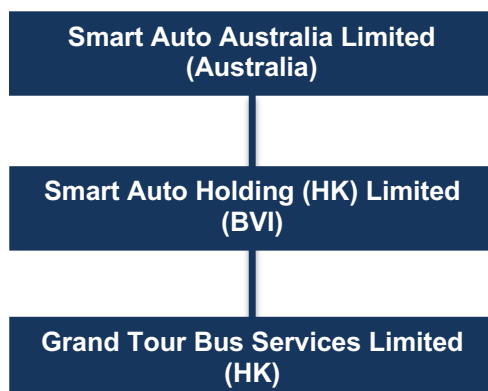 Smart Auto Australia Limited
(Australia)
Smart Auto Holding (HK) Limited
(BVI)
Grand Tour Bus Services Limited
(HK)